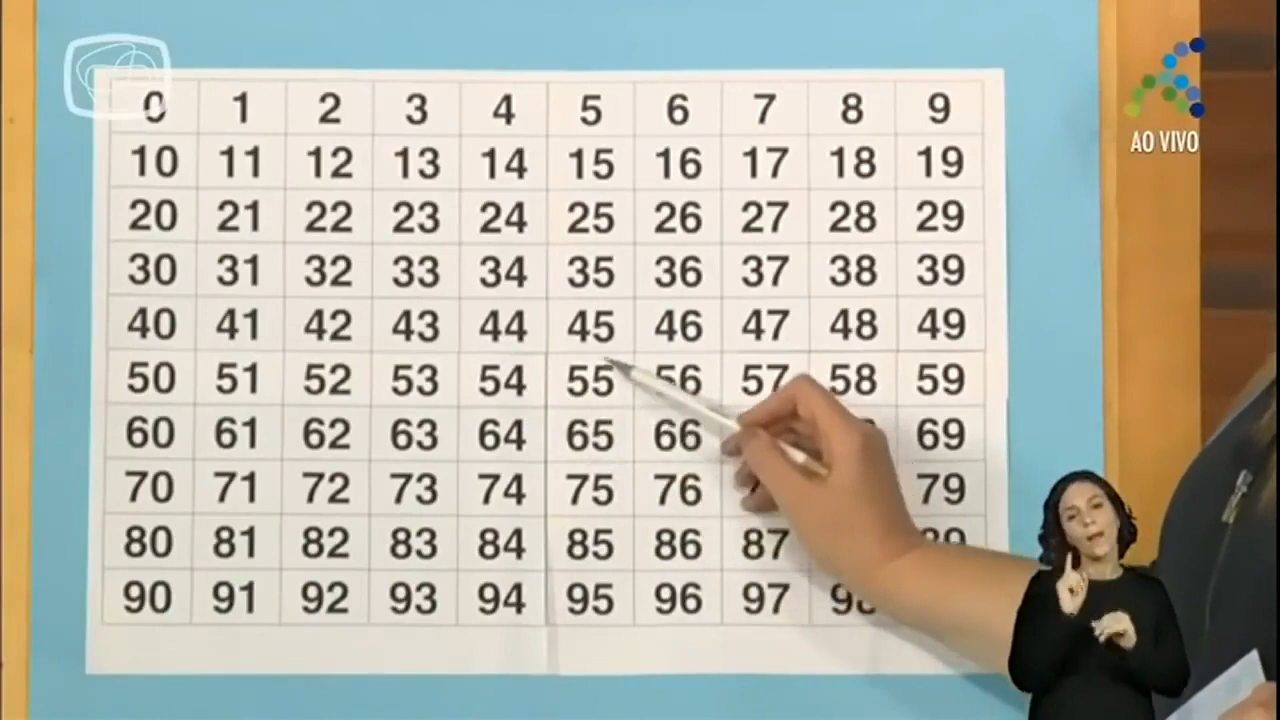 0 1 2 3 4 5 6 7 8 9
AO VIVO
10 11 12 13 14 15 16 17 18 19
20 21 22 23 24 25 26 27 28 29
30 31 32 33 34 35 36 37 38 39
40 41 42 43 44 45 46 47 48 49
50 51 52 53 54 55 56 57 58 59
60 61 62 63 64 65 66 69
70 71 72 73 74 75 76 79
80 81 82 83 84 85 86 87 89
90 91 92 93 94 95 96 97 98